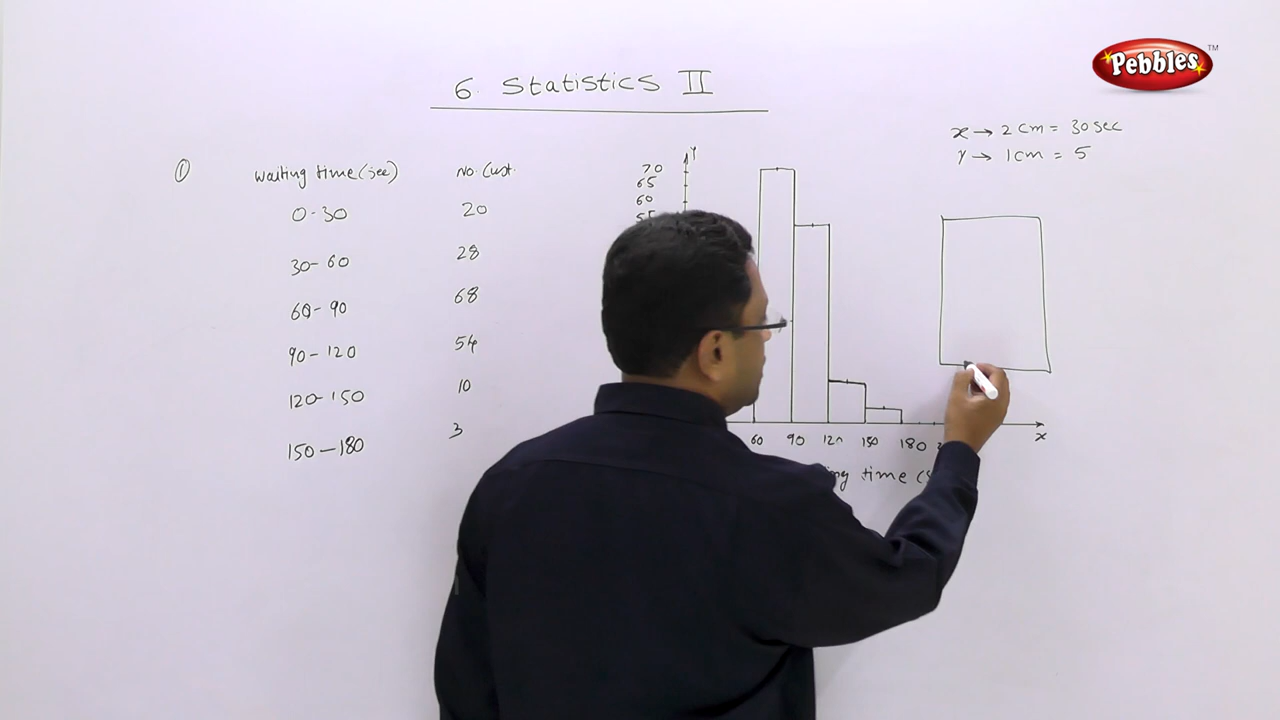 Pebbles™
6. Statistics II
x → 2 cm = 30 sec
Y → 1 cm = 5
① waiting time (sec) no. Cust.
0-30 20
30-60 28
60-90 68
90-120 54
120-150 10
150-180 3
Y
70
65
60
55
60 90 120 150 180
x
time